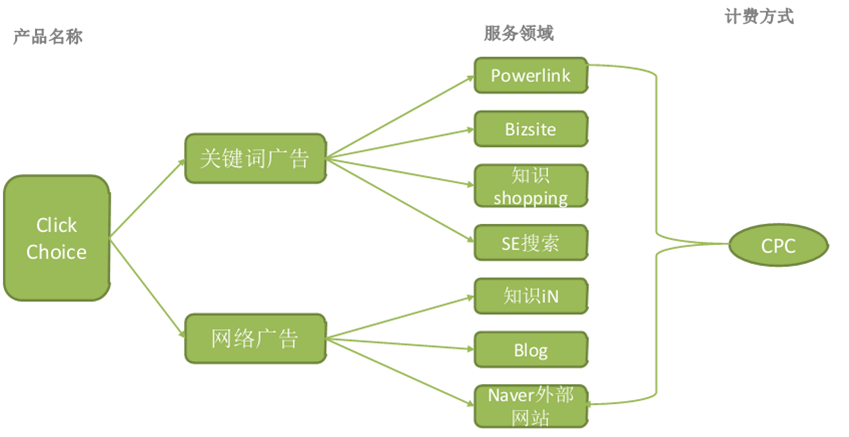 产品名称
服务领域
计费方式
Click
Choice
关键词广告
网络广告
Powerlink
Bizsite
知识
shopping
SE搜索
知识iN
Blog
Naver外部
网站
CPC